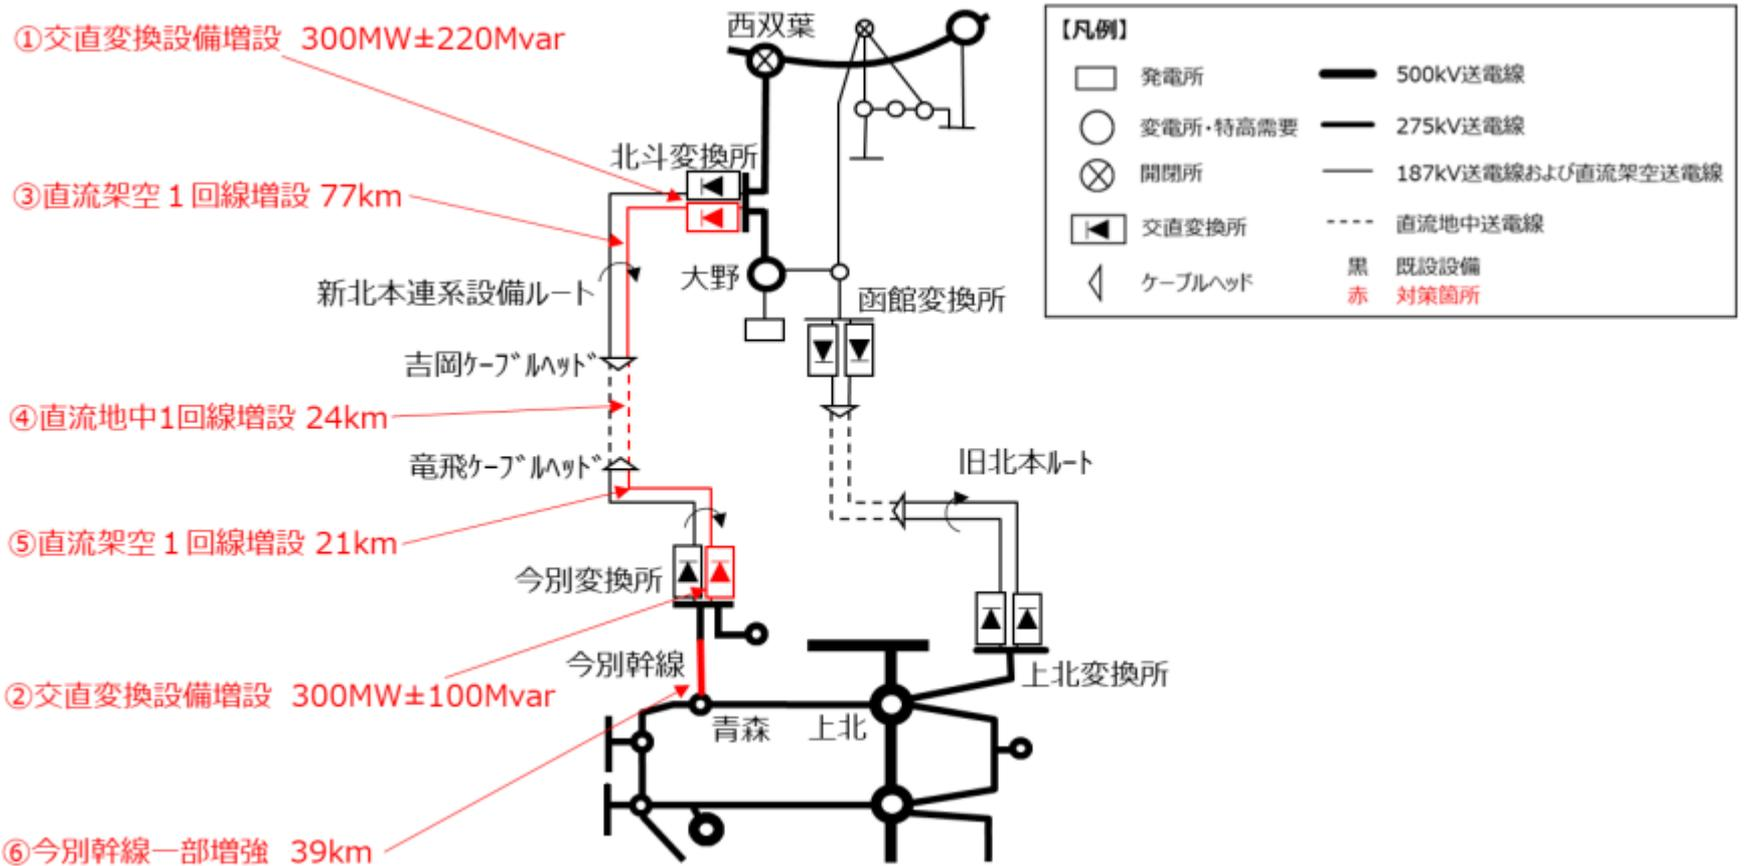 ①交直変換設備増設 300MW±220Mvar
③直流架空１回線増設 77km
新北本連系設備ルート
吉岡ｹｰﾌﾞﾙﾍｯﾄﾞ
④直流地中1回線増設 24km
竜飛ｹｰﾌﾞﾙﾍｯﾄﾞ
⑤直流架空１回線増設 21km
今別変換所
今別幹線
②交直変換設備増設 300MW±100Mvar
⑥今別幹線一部増強 39km
西双葉
北斗変換所
大野
函館変換所
旧北本ﾙｰﾄ
上北変換所
青森
上北
【凡例】
発電所
500kV送電線
変電所・特高需要
275kV送電線
開閉所
187kV送電線および直流架空送電線
交直変換所
直流地中送電線
ケーブルヘッド
黒 既設設備
赤 対策箇所